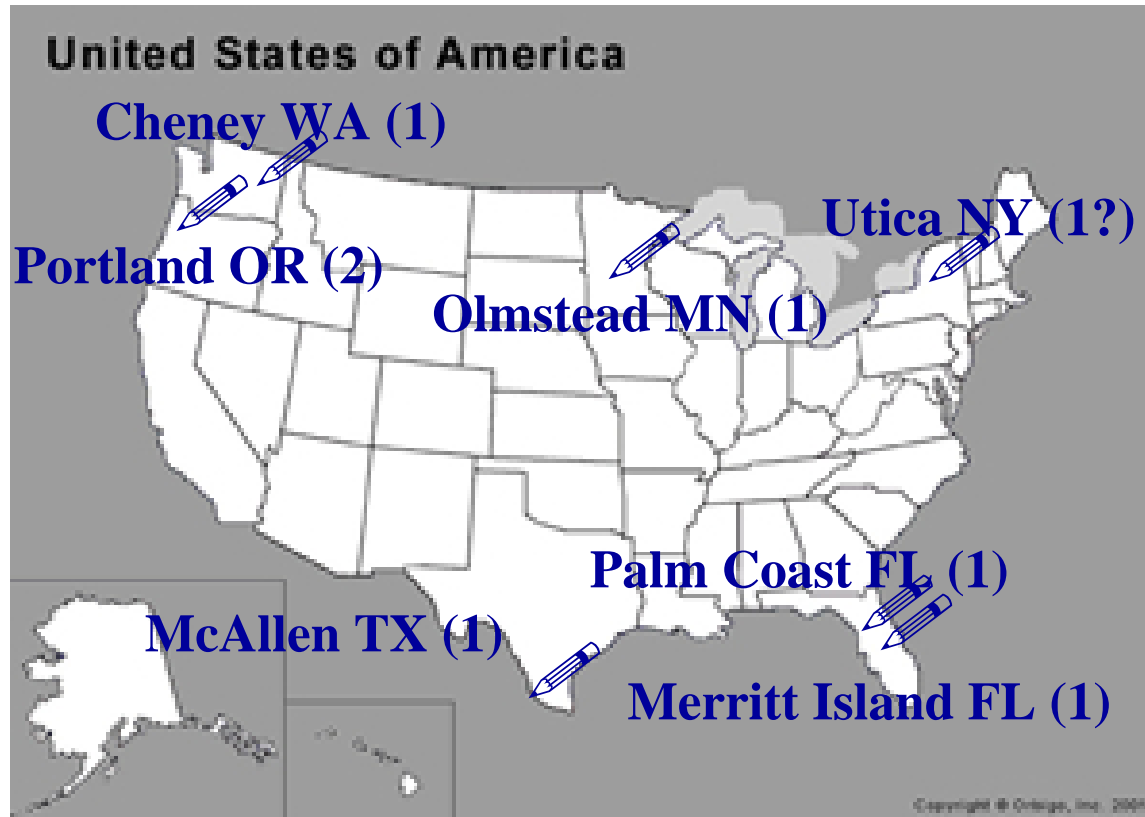 United States of America
Cheney WA (1)
Utica NY (1?)
Portland OR (2)
Olmstead MN (1)
Palm Coast FL (1)
McAllen TX (1)
Merritt Island FL (1)